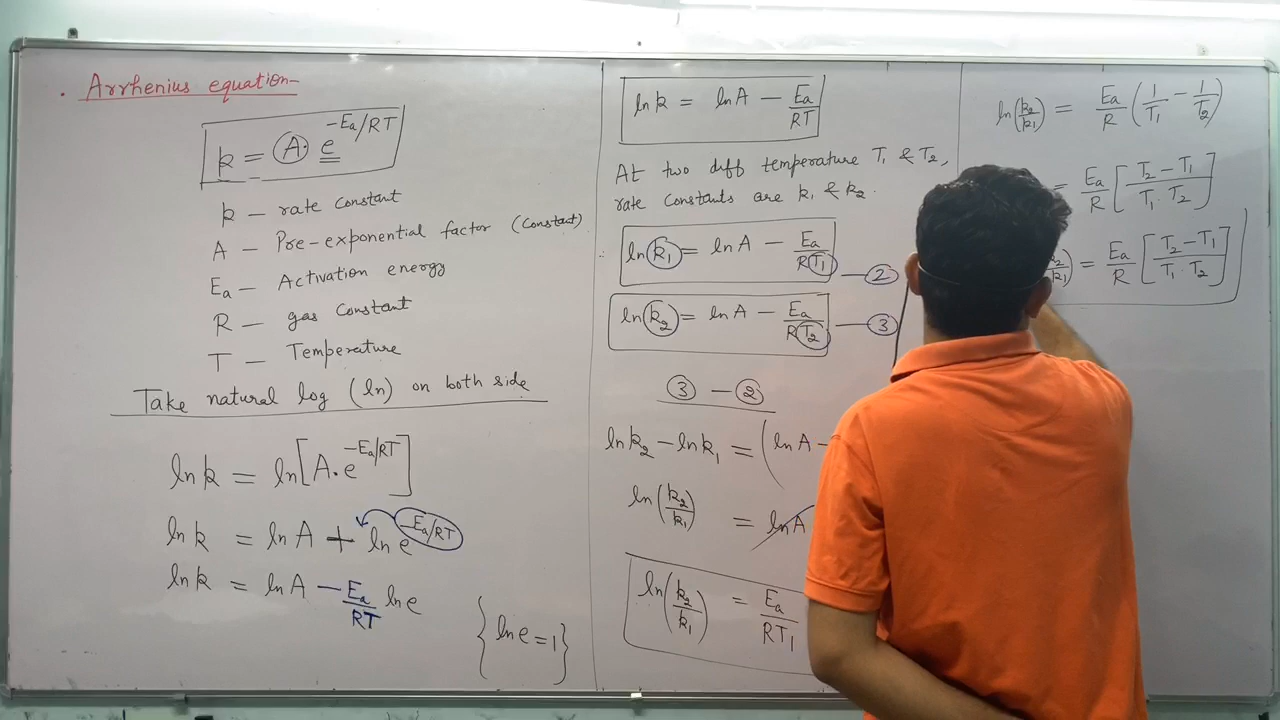 . Arrhenius equation-
k = A. e^-Ea/RT
k - rate constant
A - Pre-exponential factor (constant)
Ea - Activation energy
R - gas constant
T - Temperature
Take natural log (ln) on both side
ln k = ln[A.e^-Ea/RT]
ln k = ln A + ln e^-Ea/RT
ln k = ln A - Ea/RT ln e
{ln e = 1}
ln k = ln A - Ea/RT
At two diff temperature T1 & T2,
rate constants are k1 & k2.
∴ ln k1 = ln A - Ea/RT1 - ②
ln k2 = ln A - Ea/RT2 - ③
③ - ②
ln k2 - ln k1 = (ln A -
ln(k2/k1) = ln A
ln(k2/k1) = Ea/RT1
ln(k2/k1) = Ea/R (1/T1 - 1/T2)
= Ea/R [T2 - T1/T1. T2]
k2/k1) = Ea/R [T2 - T1/T1. T2]